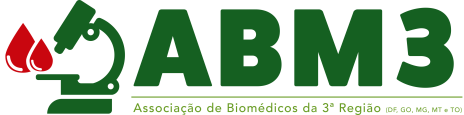 ABM3
Associação de Biomédicos da 3ª Região (DF, GO, MG, MT e TO)